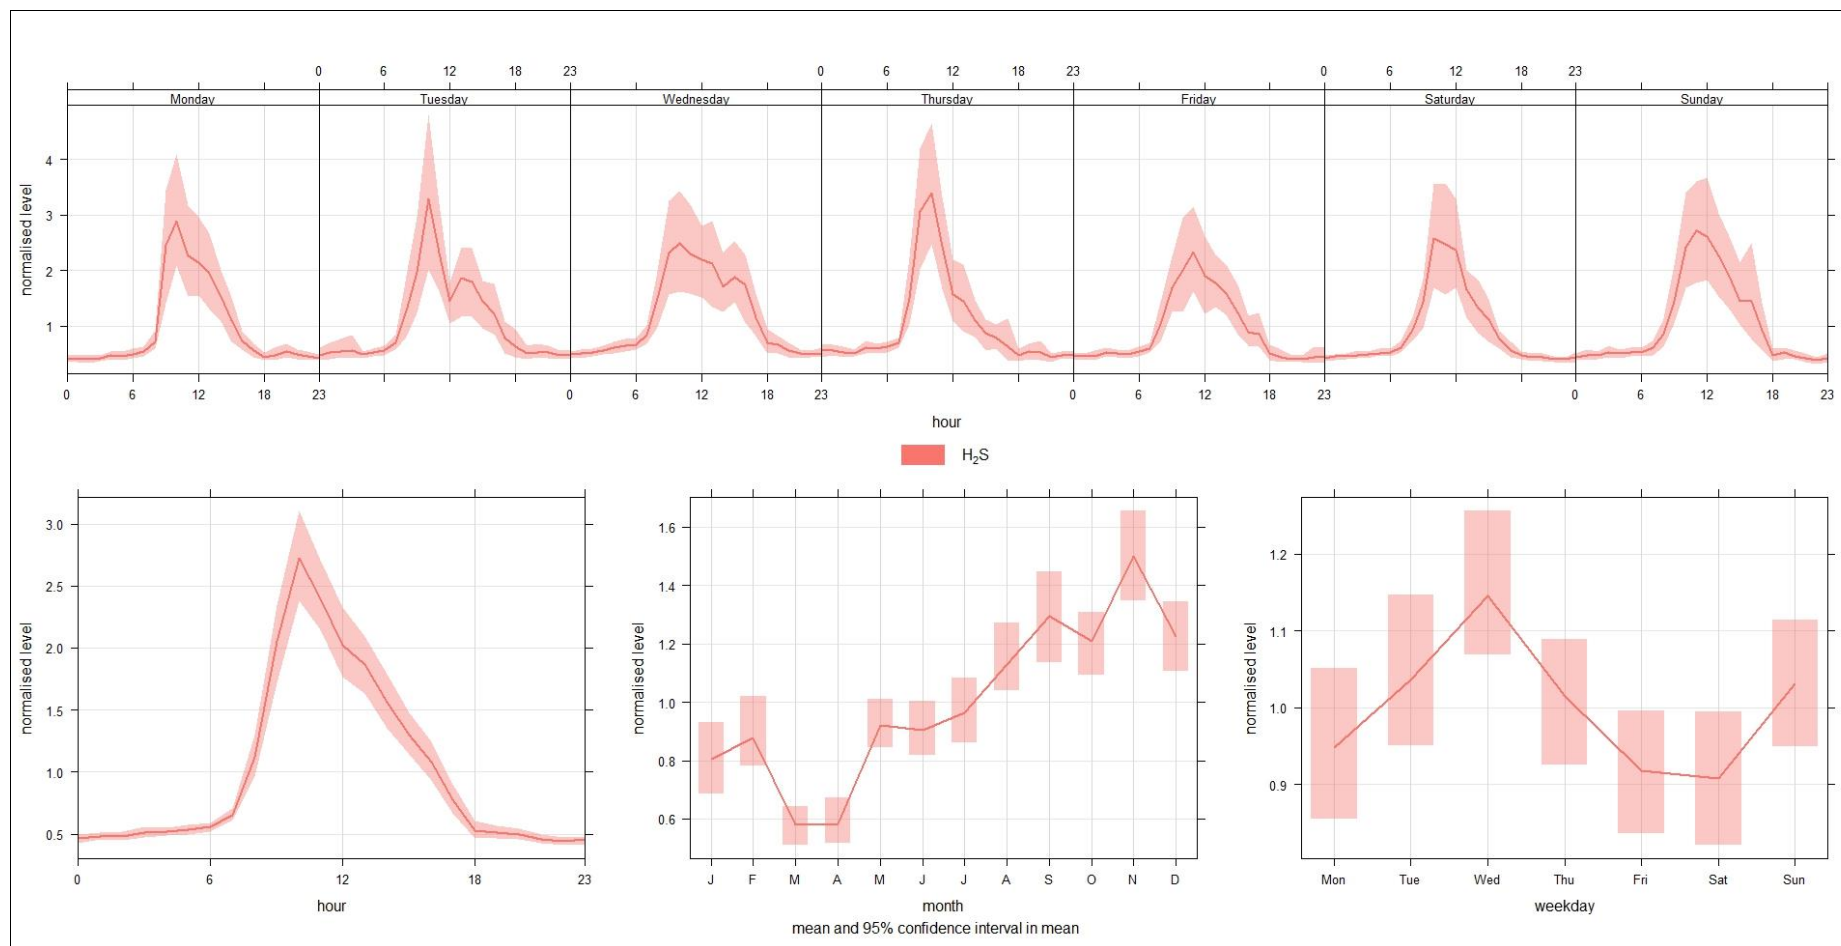 0 6 12 18 23 0 6 12 18 23 0 6 12 18 23
Monday Tuesday Wednesday Thursday Friday Saturday Sunday
normalised level
4
3
2
1
0 6 12 18 23 0 6 12 18 23 0 6 12 18 23 0 6 12 18 23
hour
H₂S
normalised level
3.0
2.5
2.0
1.5
1.0
0.5
0 6 12 18 23
hour
normalised level
1.6
1.4
1.2
1.0
0.8
0.6
J F M A M J J A S O N D
month
normalised level
1.2
1.1
1.0
0.9
Mon Tue Wed Thu Fri Sat Sun
weekday
mean and 95% confidence interval in mean